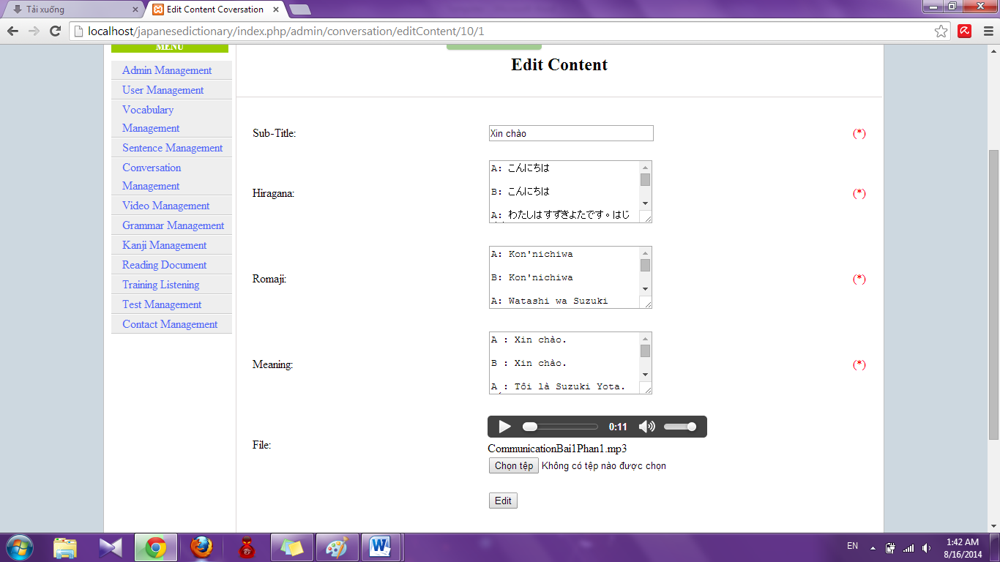 Tải xuống
Edit Content Coversation
localhost/japanesedictionary/index.php/admin/conversation/editContent/10/1
MENU
Admin Management
User Management
Vocabulary
Management
Sentence Management
Conversation
Management
Video Management
Grammar Management
Kanji Management
Reading Document
Training Listening
Test Management
Contact Management
Edit Content
Sub-Title:
Xin chào
(*)
Hiragana:
A: こんにちは
B: こんにちは
A: わたしはすずぎよたです。はじ
(*)
Romaji:
A: Kon'nichiwa
B: Kon'nichiwa
A: Watashi wa Suzuki
(*)
Meaning:
A : Xin chào.
B : Xin chào.
A : Tôi là Suzuki Yota.
(*)
File:
0:11
CommunicationBai1Phan1.mp3
Chọn tệp Không có tệp nào được chọn
Edit
EN
1:42 AM
8/16/2014